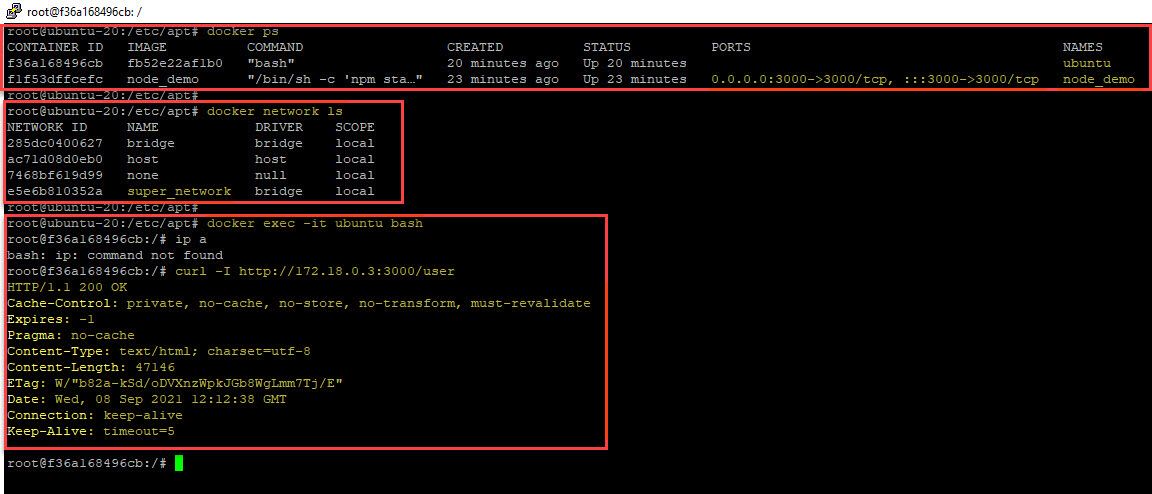 root@f36a168496cb: /
root@ubuntu-20:/etc/apt# docker ps
CONTAINER ID   IMAGE          COMMAND                  CREATED          STATUS          PORTS                                       NAMES
f36a168496cb   fb52e22af1b0   "bash"                   20 minutes ago   Up 20 minutes                                               ubuntu
f1f53dffcefc   node_demo      "/bin/sh -c 'npm sta…"   23 minutes ago   Up 23 minutes   0.0.0.0:3000->3000/tcp, :::3000->3000/tcp   node_demo
root@ubuntu-20:/etc/apt#
root@ubuntu-20:/etc/apt# docker network ls
NETWORK ID     NAME            DRIVER    SCOPE
285dc0400627   bridge          bridge    local
ac71d08d0eb0   host            host      local
7468bf619d99   none            null      local
e5e6b810352a   super_network   bridge    local
root@ubuntu-20:/etc/apt#
root@ubuntu-20:/etc/apt# docker exec -it ubuntu bash
root@f36a168496cb:/# ip a
bash: ip: command not found
root@f36a168496cb:/# curl -I http://172.18.0.3:3000/user
HTTP/1.1 200 OK
Cache-Control: private, no-cache, no-store, no-transform, must-revalidate
Expires: -1
Pragma: no-cache
Content-Type: text/html; charset=utf-8
Content-Length: 47146
ETag: W/"b82a-kSd/oDVXnzWpkJGb8WgLmm7Tj/E"
Date: Wed, 08 Sep 2021 12:12:38 GMT
Connection: keep-alive
Keep-Alive: timeout=5
root@f36a168496cb:/#